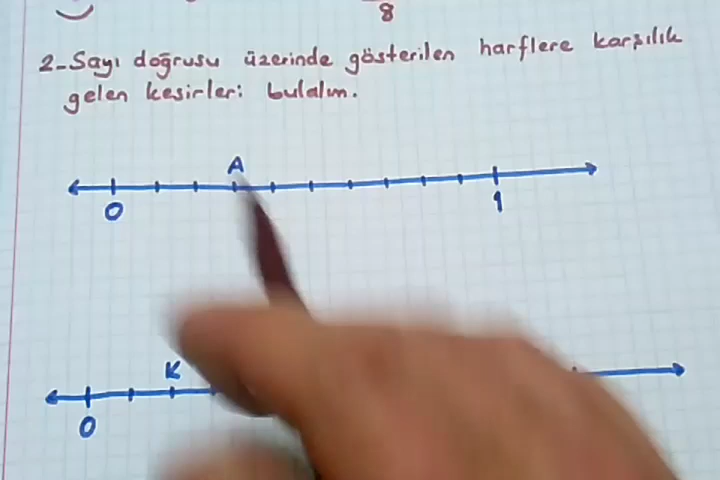 8
2-Sayı doğrusu üzerinde gösterilen harflere karşılık
gelen kesirleri bulalım.
A
0 1
K
0